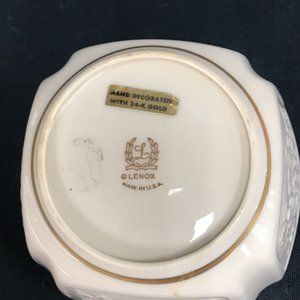 HAND DECORATED
WITH 24-K GOLD
L
© LENOX
MADE IN U.S.A.